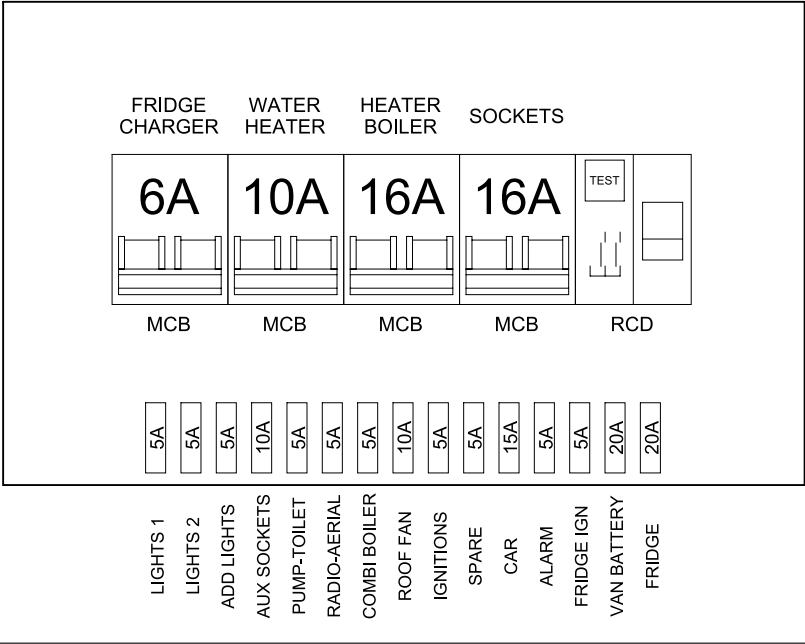 FRIDGE CHARGER
WATER HEATER
HEATER BOILER
SOCKETS
6A
10A
16A
16A
TEST
MCB
MCB
MCB
MCB
RCD
5A
5A
5A
10A
5A
5A
5A
10A
5A
5A
15A
5A
5A
20A
20A
LIGHTS 1
LIGHTS 2
ADD LIGHTS
AUX SOCKETS
PUMP-TOILET
RADIO-AERIAL
COMBI BOILER
ROOF FAN
IGNITIONS
SPARE
CAR
ALARM
FRIDGE IGN
VAN BATTERY
FRIDGE